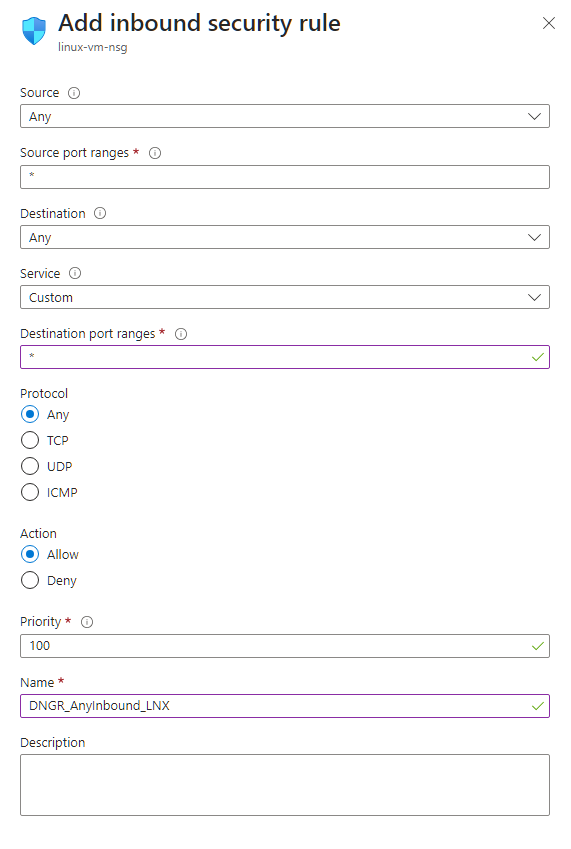 Add inbound security rule
linux-vm-nsg
Source
Any
Source port ranges *
*
Destination
Any
Service
Custom
Destination port ranges *
*
Protocol
Any
TCP
UDP
ICMP
Action
Allow
Deny
Priority *
100
Name *
DNGR_AnyInbound_LNX
Description